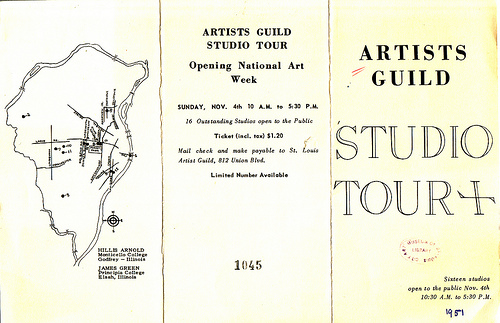 HILLIS ARNOLD
Monticello College
Godfrey — Illinois
JAMES GREEN
Principia College
Elsah, Illinois
ARTISTS GUILD
STUDIO TOUR
Opening National Art
Week
SUNDAY, NOV. 4th 10 A.M. to 5:30 P.M.
16 Outstanding Studios open to the Public
Ticket (incl. tax) $1.20
Mail check and make payable to St. Louis
Artist Guild, 812 Union Blvd.
Limited Number Available
1045
ARTISTS
GUILD
STUDIO
TOUR
Sixteen studios
open to the public Nov. 4th
10:30 A.M. to 5:30 P.M.
1951